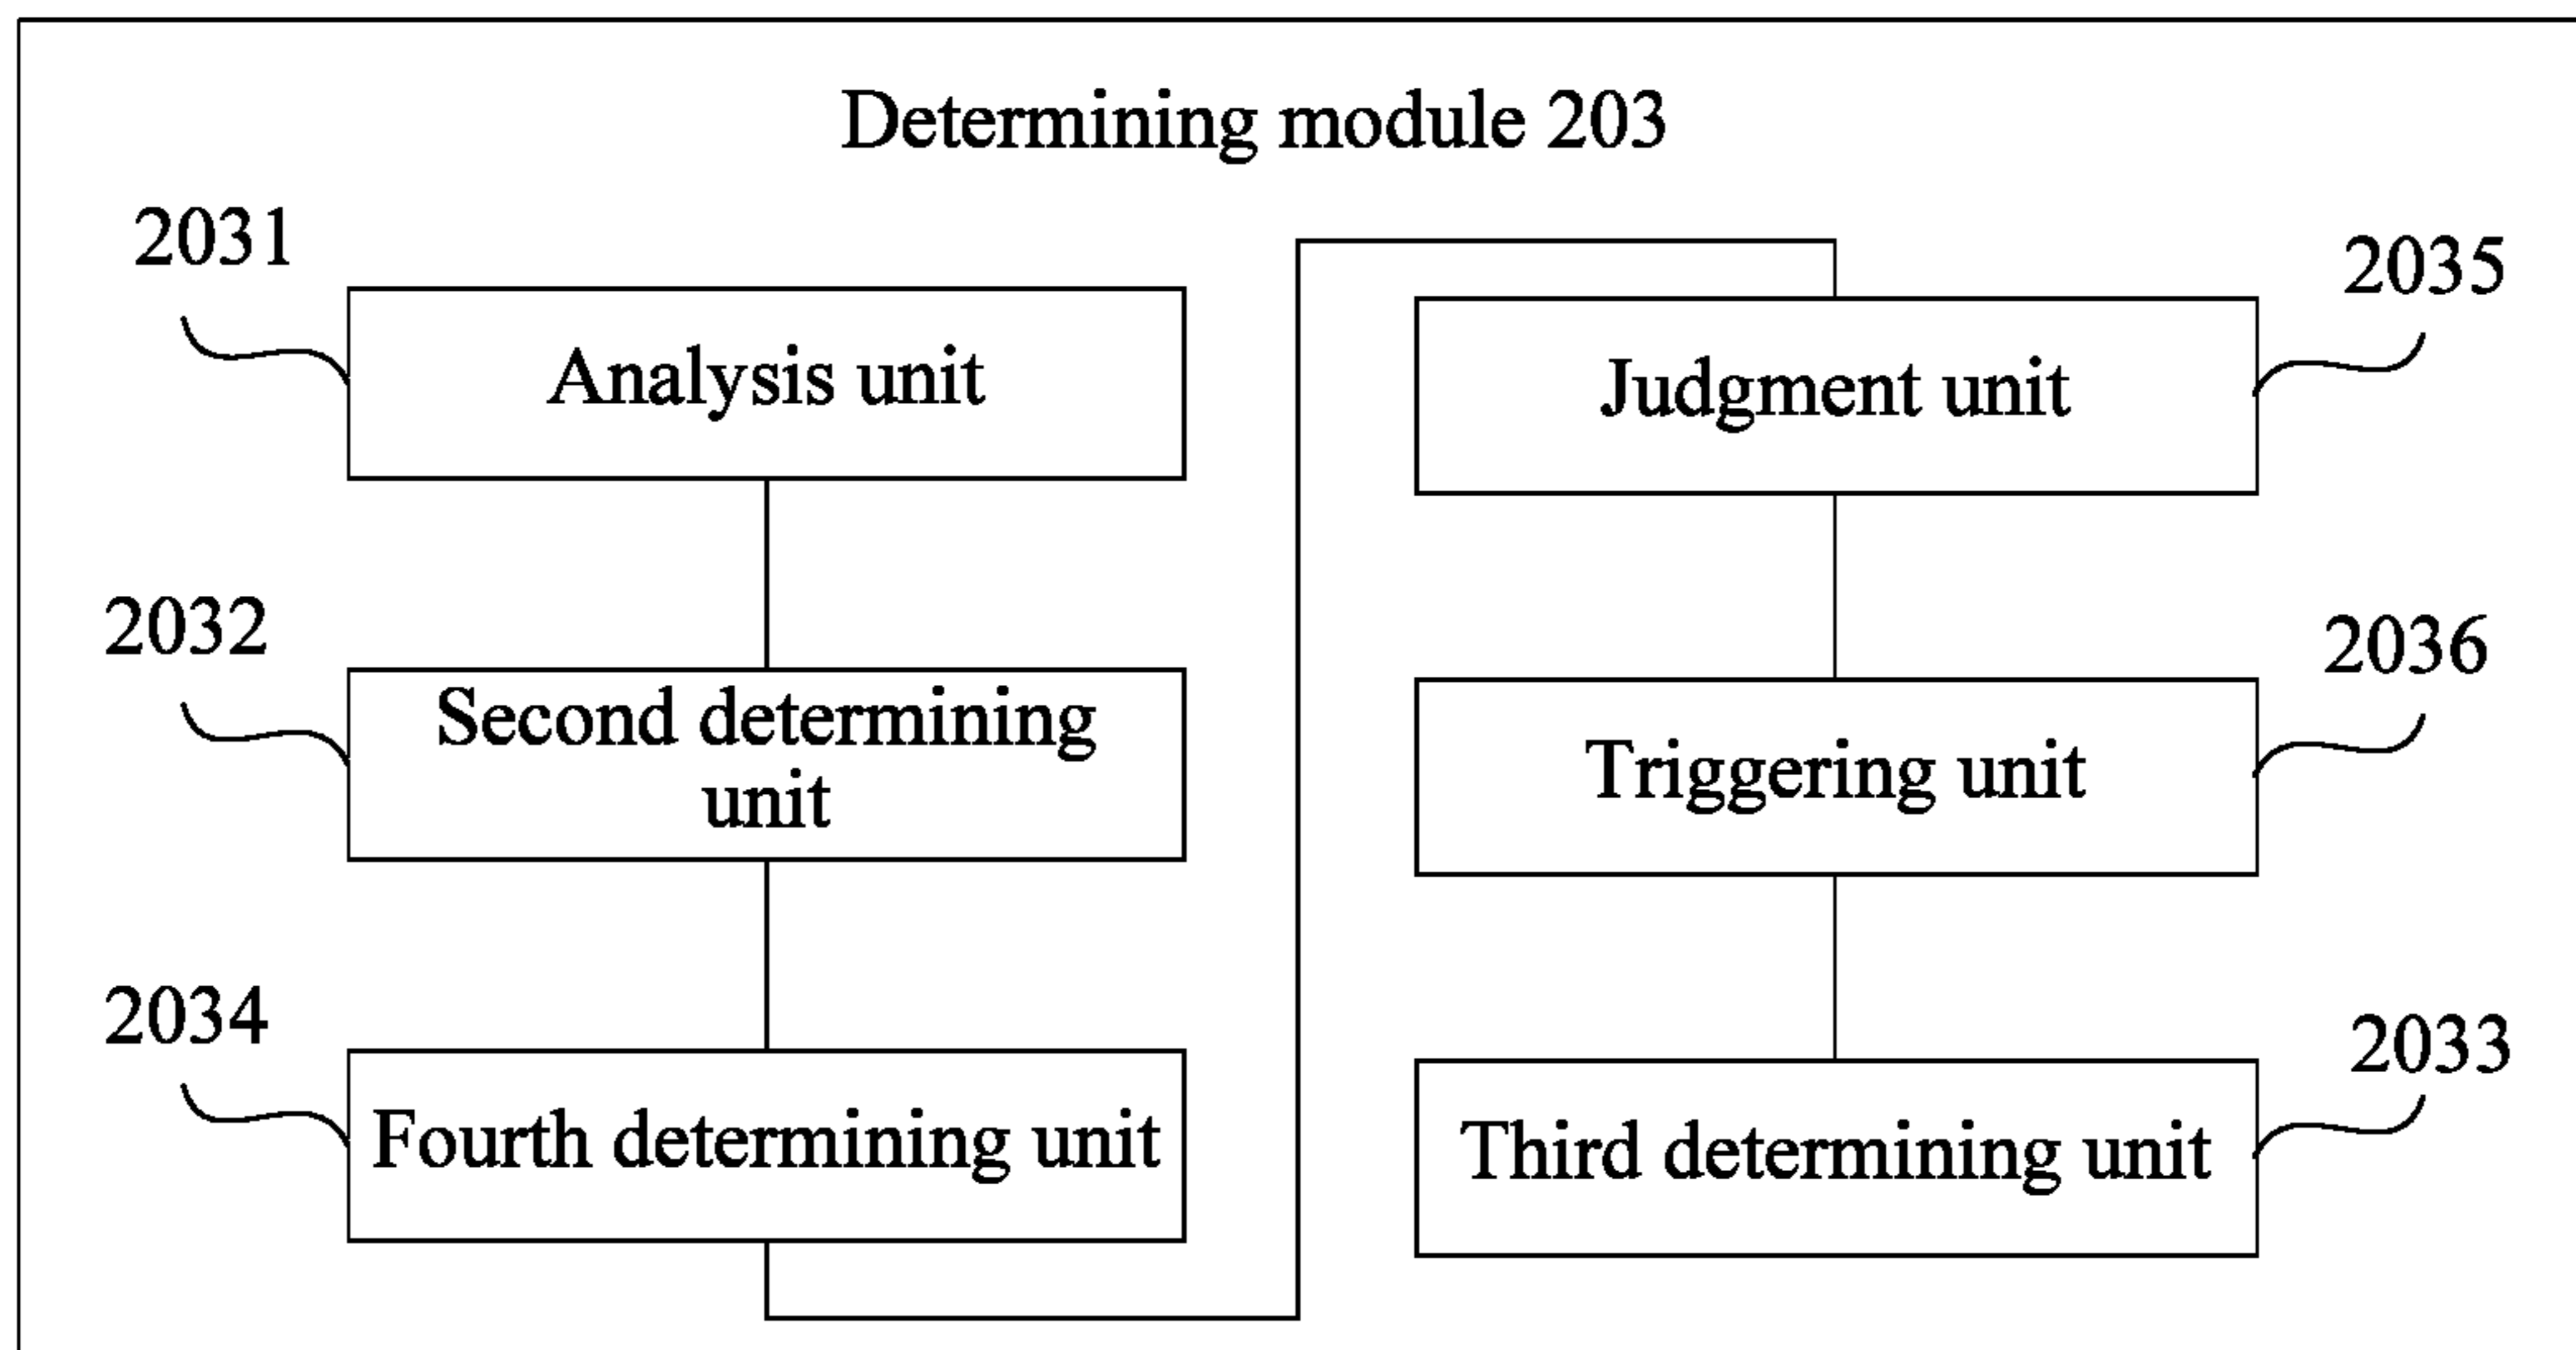 Determining module 203
2031
Analysis unit
2032
Second determining
unit
2034
Fourth determining unit
2035
Judgment unit
2036
Triggering unit
2033
Third determining unit